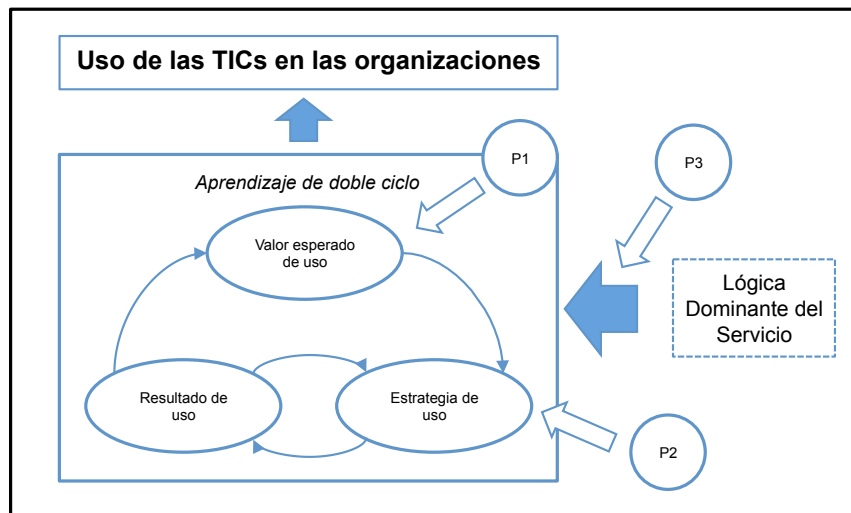 Uso de las TICs en las organizaciones
P1
P3
Aprendizaje de doble ciclo
Valor esperado
de uso
Lógica
Dominante del
Servicio
Resultado de
uso
Estrategia de
uso
P2